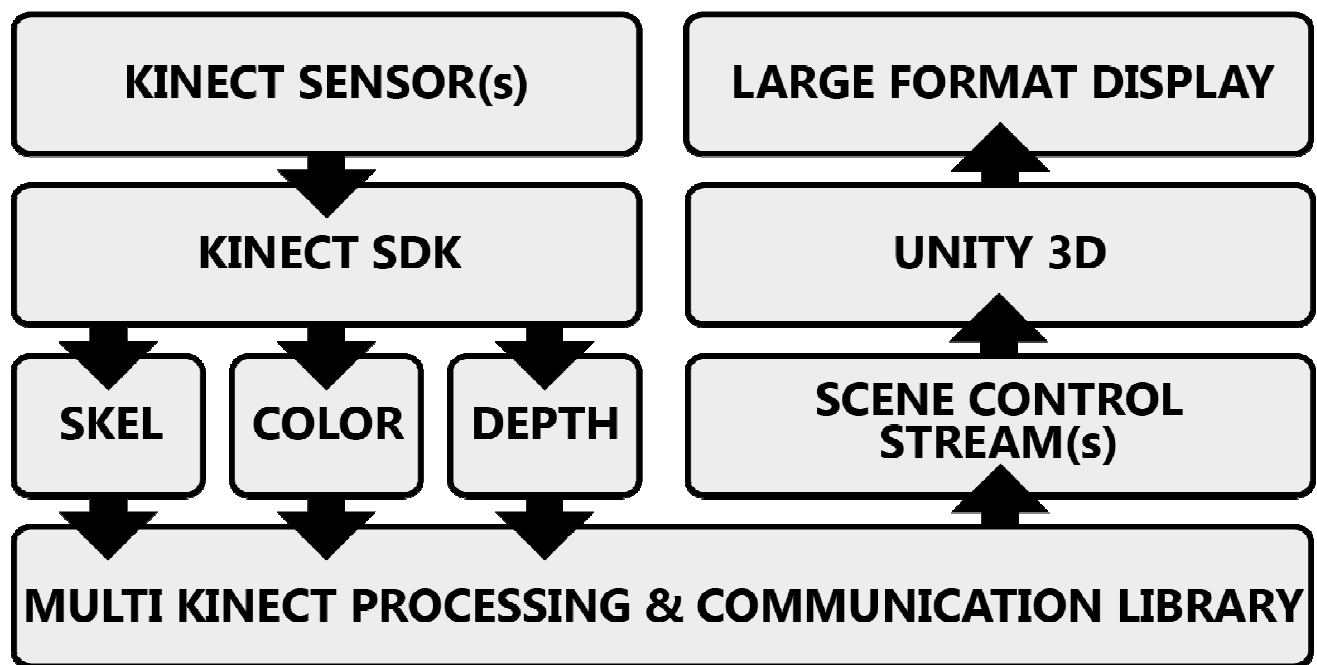 KINECT SENSOR(s)
LARGE FORMAT DISPLAY
KINECT SDK
UNITY 3D
SKEL
COLOR
DEPTH
SCENE CONTROL
STREAM(s)
MULTI KINECT PROCESSING & COMMUNICATION LIBRARY